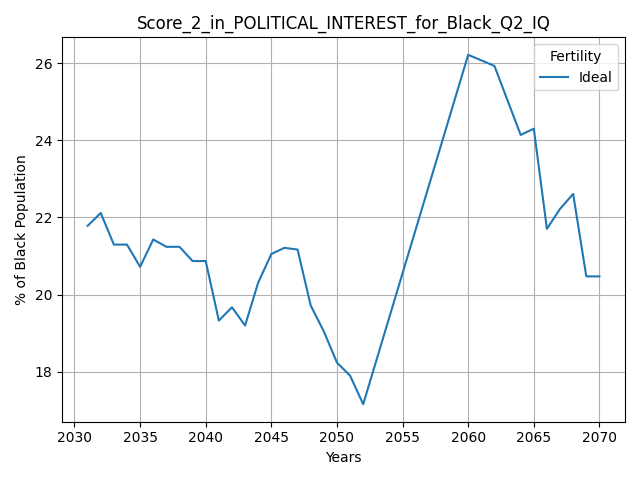 Score_2_in_POLITICAL_INTEREST_for_Black_Q2_IQ
Fertility
Ideal
% of Black Population
26
24
22
20
18
2030 2035 2040 2045 2050 2055 2060 2065 2070
Years